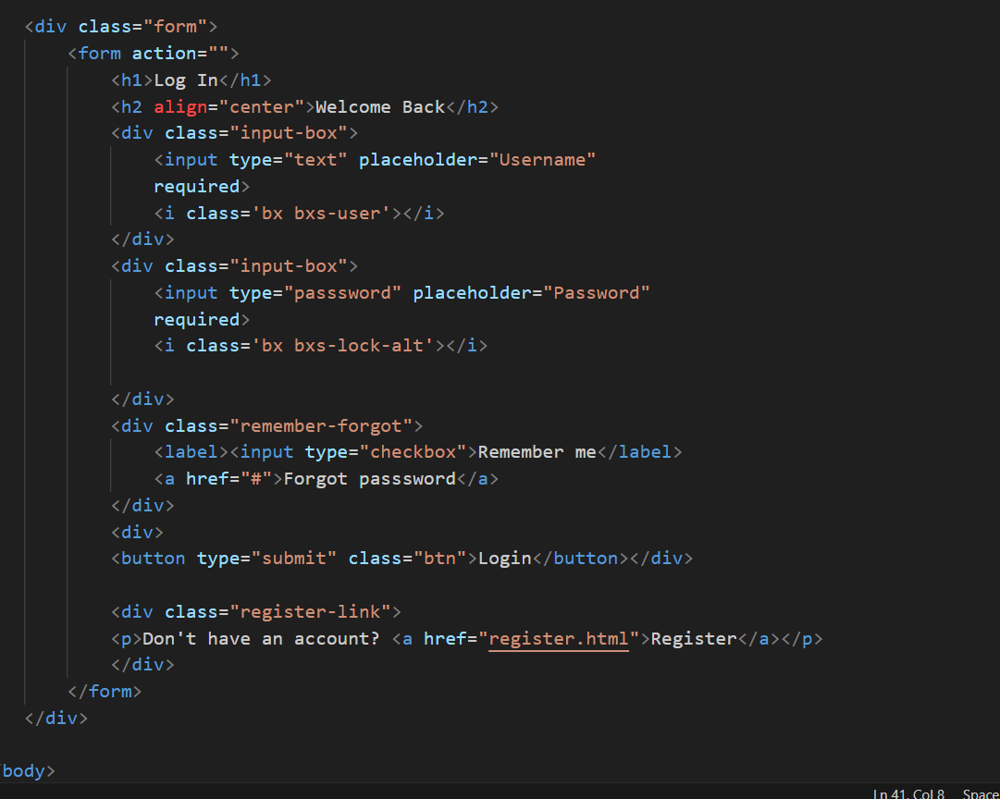 <div class="form">
<form action="">
<h1>Log In</h1>
<h2 align="center">Welcome Back</h2>
<div class="input-box">
<input type="text" placeholder="Username"
required>
<i class='bx bxs-user'></i>
</div>
<div class="input-box">
<input type="passsword" placeholder="Password"
required>
<i class='bx bxs-lock-alt'></i>
</div>
<div class="remember-forgot">
<label><input type="checkbox">Remember me</label>
<a href="#">Forgot passsword</a>
</div>
<div>
<button type="submit" class="btn">Login</button></div>
<div class="register-link">
<p>Don't have an account? <a href="register.html">Register</a></p>
</div>
</form>
</div>
body>
Ln 41, Col 8 Space